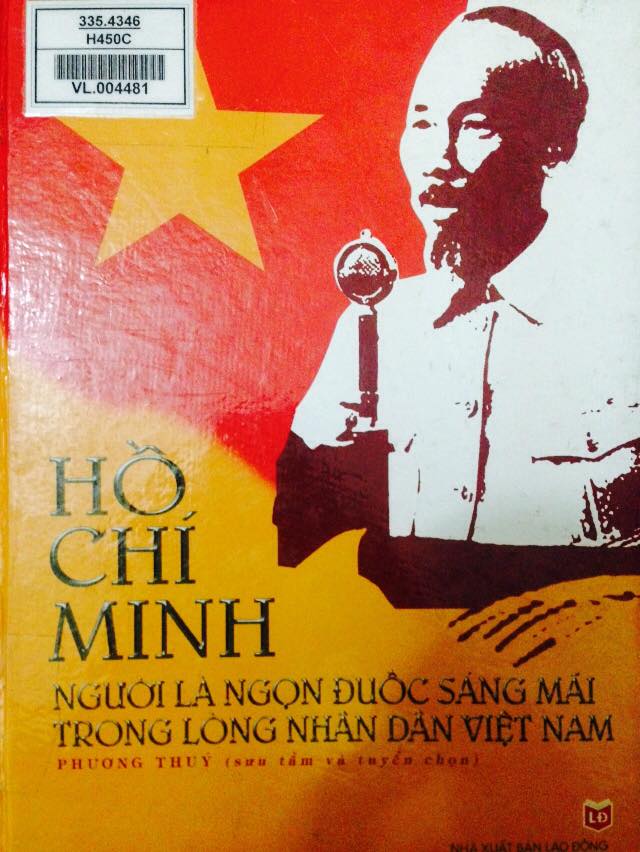 335.4346
H450C
VL.004481
HỒ
CHÍ
MINH
NGƯỜI LÀ NGỌN ĐUỐC SÁNG MÃI
TRONG LÒNG NHÂN DÂN VIỆT NAM
PHƯƠNG THUÝ (sưu tầm và tuyển chọn)
LĐ
NHÀ XUẤT BẢN LAO ĐỘNG